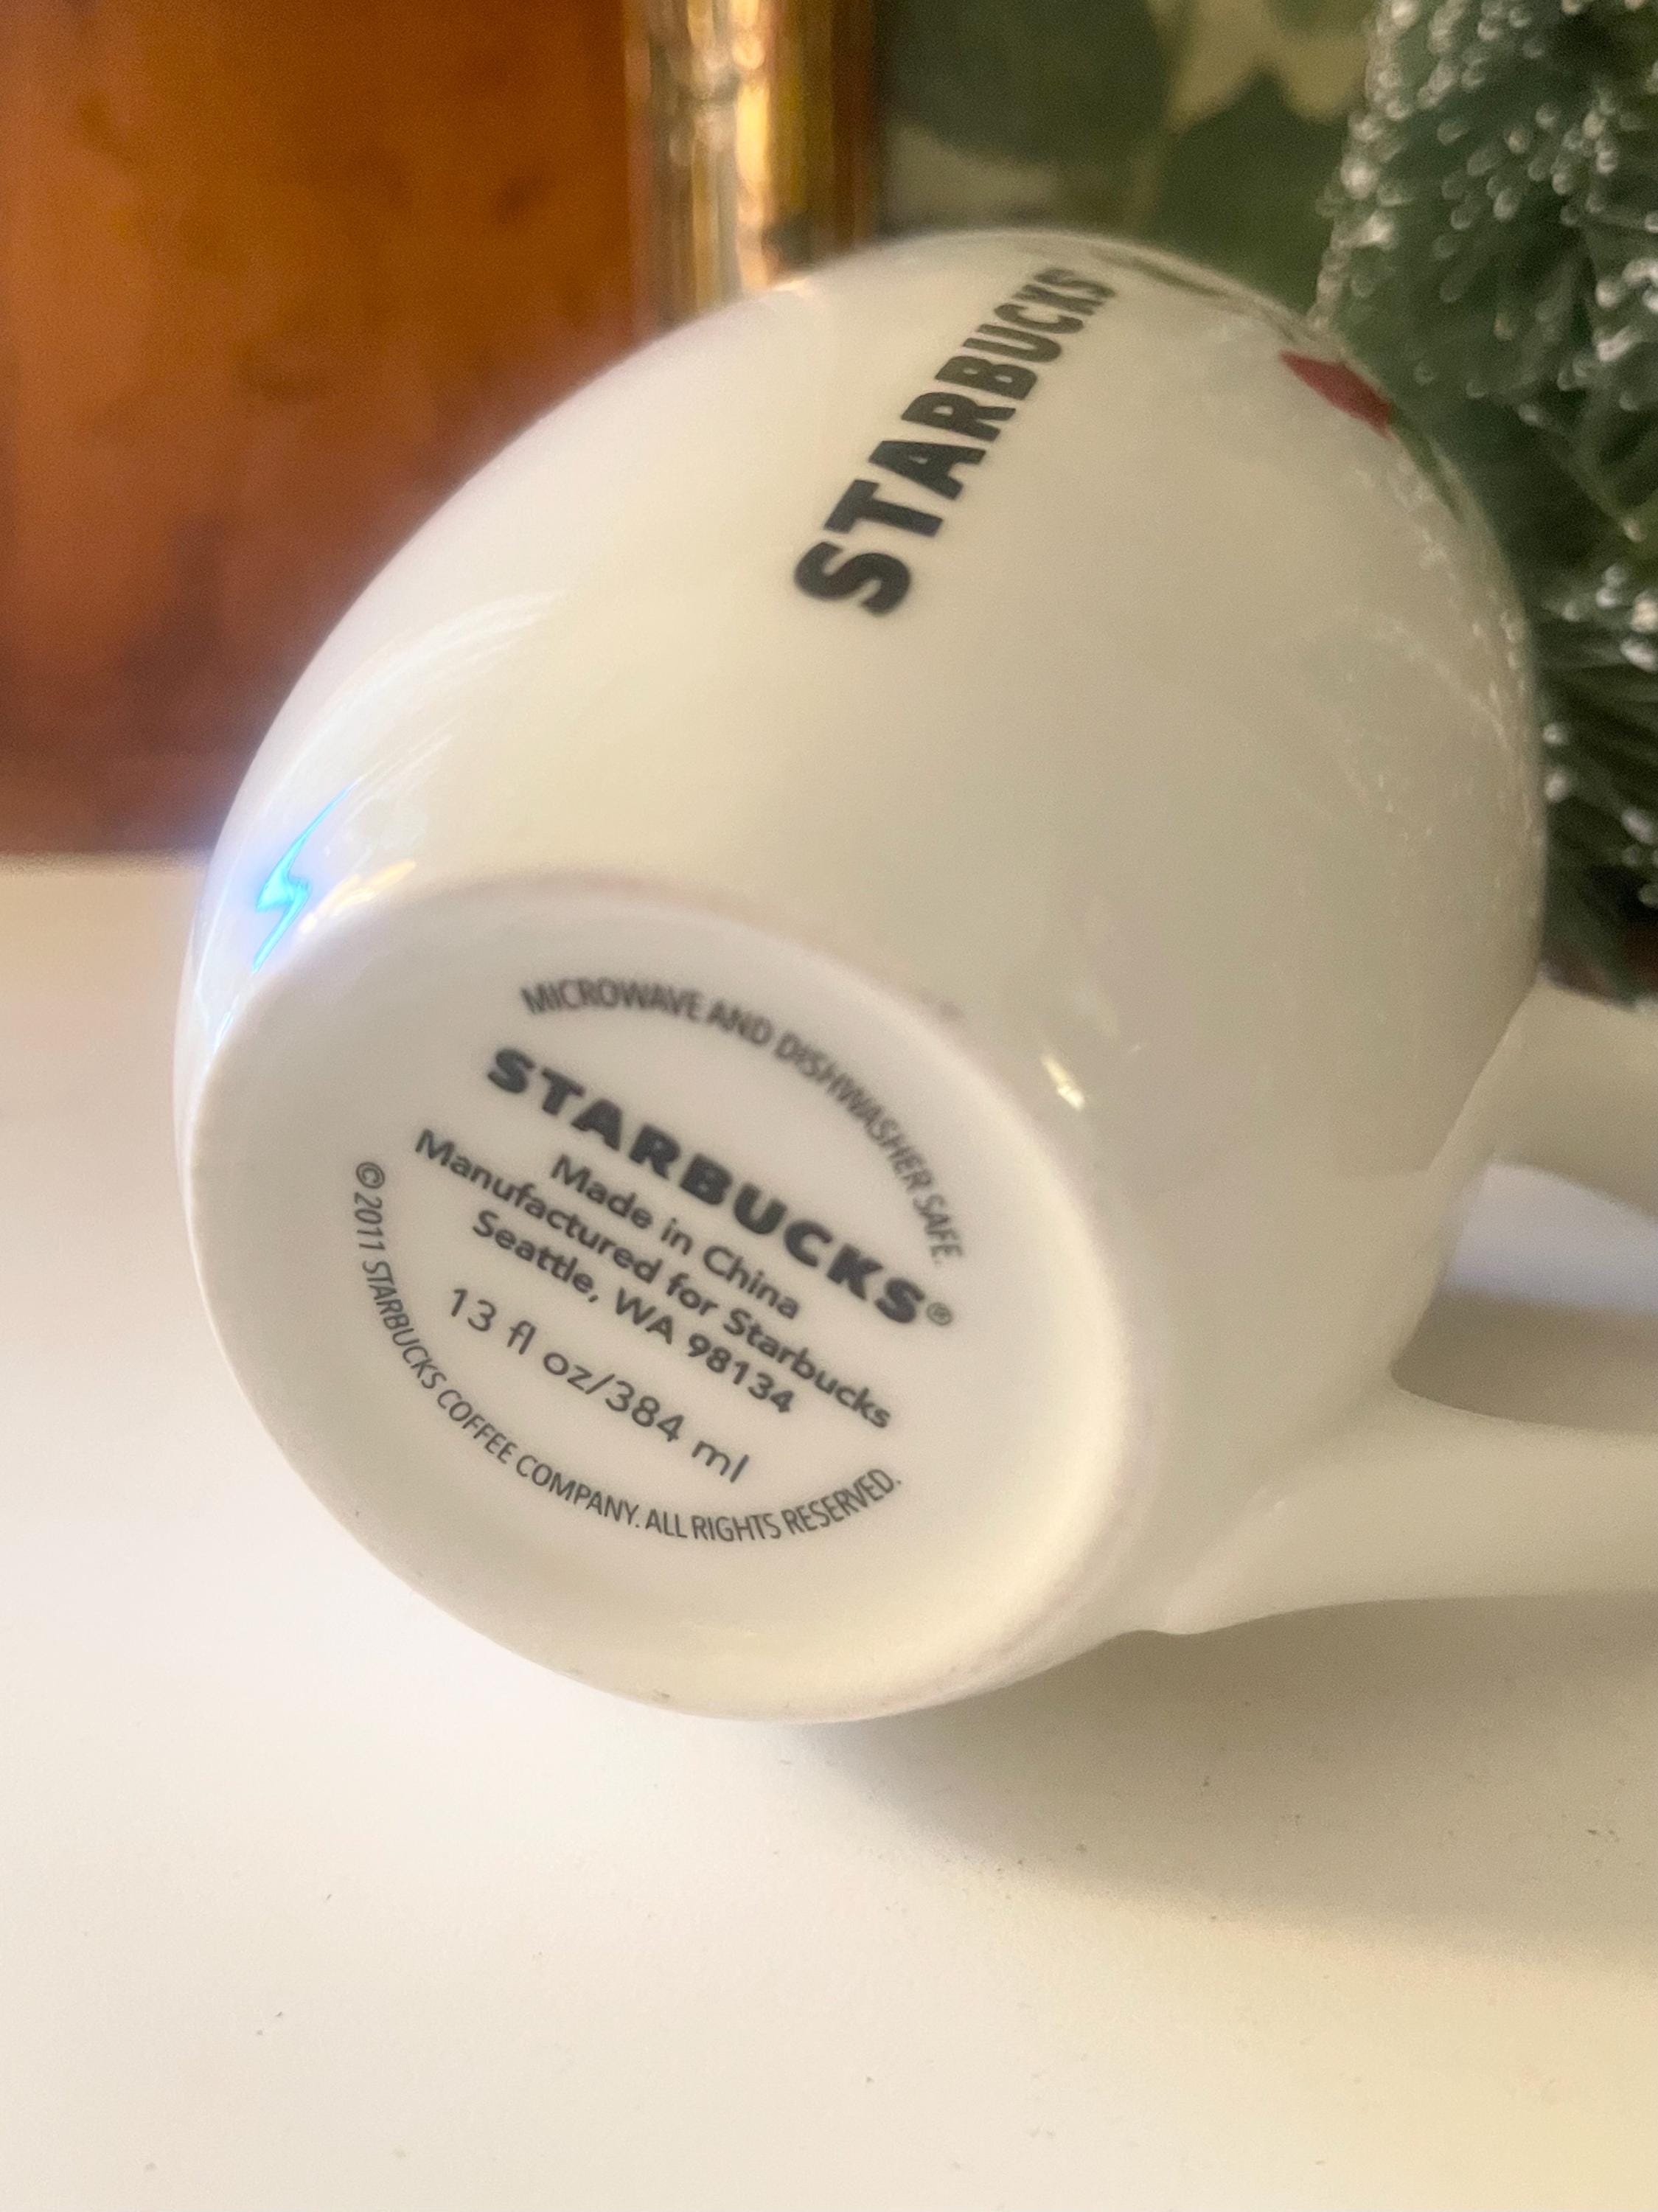 STARBUCKS
MICROWAVE AND DISHWASHER SAFE.
STARBUCKS®
Made in China
Manufactured for Starbucks
Seattle, WA 98134
13 fl oz/384 ml
©2011 STARBUCKS COFFEE COMPANY. ALL RIGHTS RESERVED.